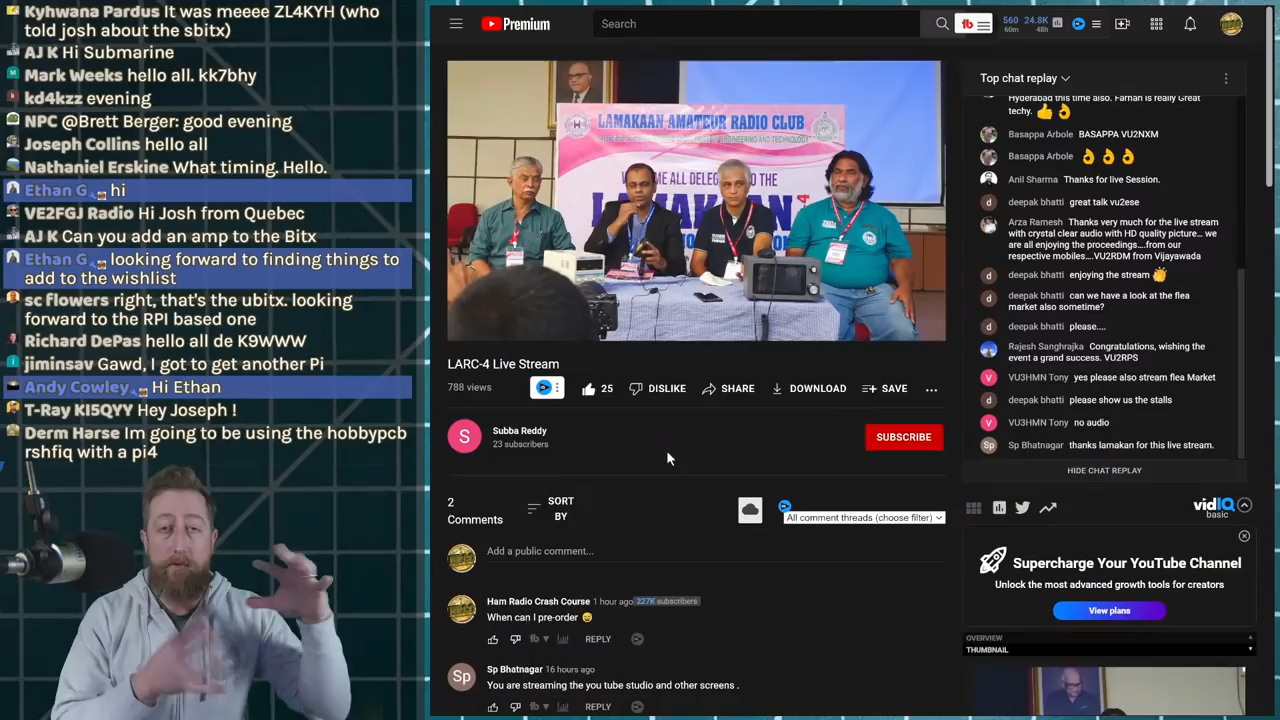 Kyhwana Pardus It was meeee ZL4KYH (who
told josh about the sbitx)
AJ K Hi Submarine
Mark Weeks hello all. kk7bhy
kd4kzz evening
NPC @Brett Berger: good evening
Joseph Collins hello all
Nathaniel Erskine What timing. Hello.
Ethan G. hi
VE2FGJ Radio Hi Josh from Quebec
AJ K Can you add an amp to the Bitx
Ethan G. looking forward to finding things to
add to the wishlist
sc flowers right, that's the ubitx. looking
forward to the RPI based one
Richard DePas hello all de K9WWW
jiminsav Gawd, I got to get another Pi
Andy Cowley Hi Ethan
T-Ray KI5QYY Hey Joseph !
Derm Harse Im going to be using the hobbypcb
rshfiq with a pi4
Premium
Search
560
60m
24.8K
48h
LAMAKAAN AMATEUR RADIO CLUB
LAMAKAAN
LARC-4 Live Stream
788 views
25
DISLIKE
SHARE
DOWNLOAD
SAVE
S
Subba Reddy
23 subscribers
SUBSCRIBE
2
Comments
SORT
BY
All comment threads (choose filter)
Add a public comment...
Ham Radio Crash Course 1 hour ago 227K subscribers
When can I pre-order 😅
REPLY
Sp
Sp Bhatnagar 16 hours ago
You are streaming the you tube studio and other screens .
REPLY
Top chat replay
Hyderabad this time also. Farhan is really Great
techy. 👍 👌
Basappa Arbole BASAPPA VU2NXM
Basappa Arbole 👌👌👌
Anil Sharma Thanks for live Session.
d deepak bhatti great talk vu2ese
Arza Ramesh Thanks very much for the live stream
with crystal clear audio with HD quality picture... we
are all enjoying the proceedings....from our
respective mobiles...VU2RDM from Vijayawada
d deepak bhatti enjoying the stream 👏
d deepak bhatti can we have a look at the flea
market also sometime?
d deepak bhatti please....
Rajesh Sanghrajka Congratulations, wishing the
event a grand success. VU2RPS
V VU3HMN Tony yes please also stream flea Market
d deepak bhatti please show us the stalls
V VU3HMN Tony no audio
Sp Sp Bhatnagar thanks lamakan for this live stream.
HIDE CHAT REPLAY
vidIQ
basic
Supercharge Your YouTube Channel
Unlock the most advanced growth tools for creators
View plans
OVERVIEW
THUMBNAIL